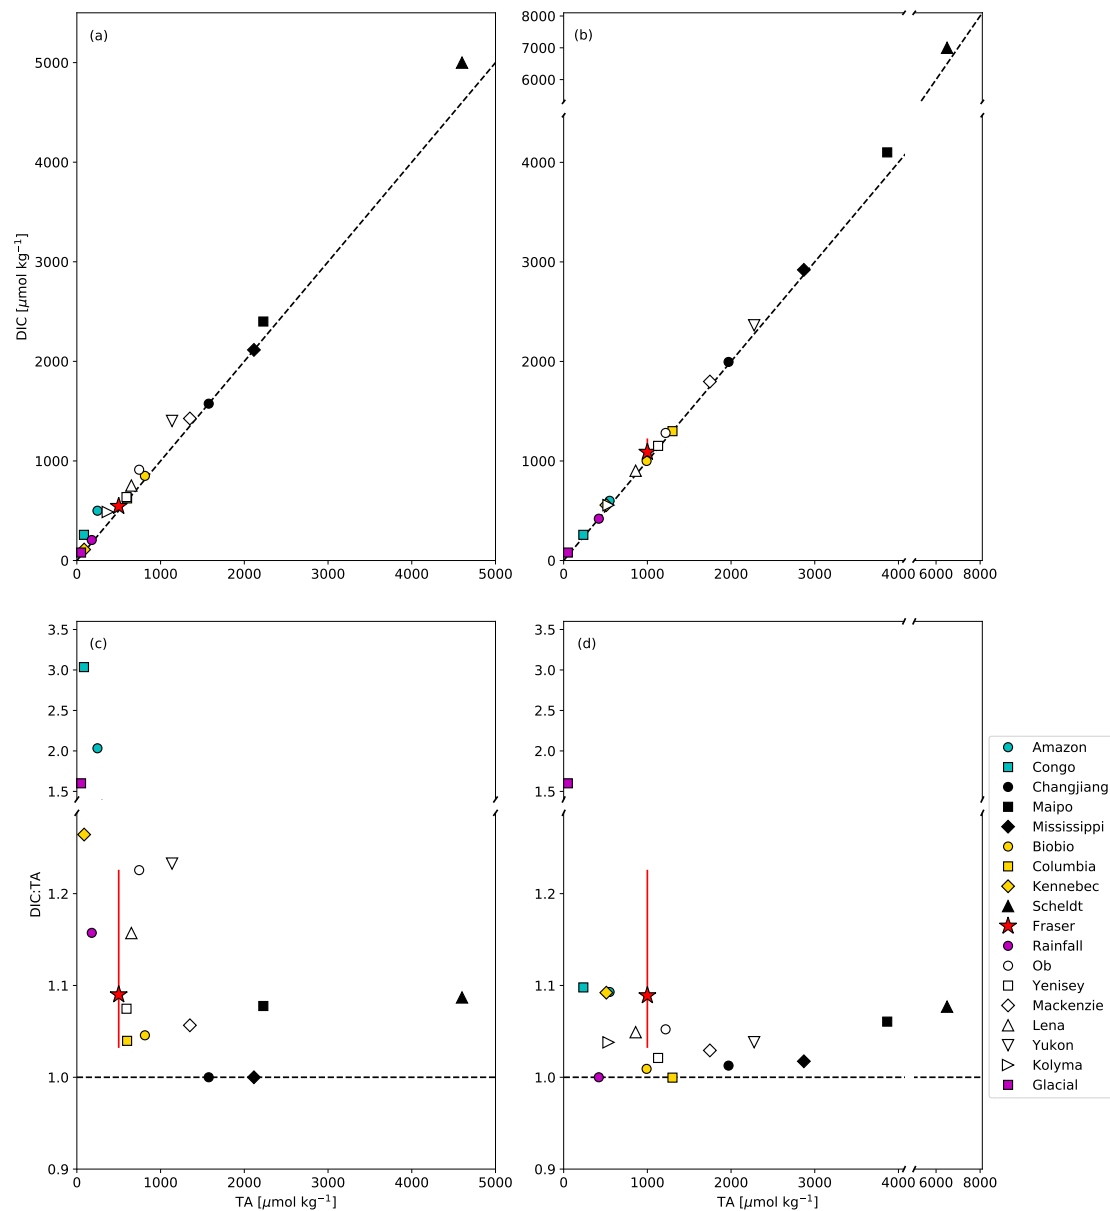 (a)
5000
4000
3000
2000
1000
0
DIC [μmol kg⁻¹]
0 1000 2000 3000 4000 5000
(b)
8000
7000
6000
4000
3000
2000
1000
0
0 1000 2000 3000 4000 6000 8000
(c)
3.5
3.0
2.5
2.0
1.5
1.2
1.1
1.0
0.9
DIC:TA
0 1000 2000 3000 4000 5000
TA [μmol kg⁻¹]
(d)
3.5
3.0
2.5
2.0
1.5
1.2
1.1
1.0
0.9
0 1000 2000 3000 4000 6000 8000
TA [μmol kg⁻¹]
Amazon
Congo
Changjiang
Maipo
Mississippi
Biobio
Columbia
Kennebec
Scheldt
Fraser
Rainfall
Ob
Yenisey
Mackenzie
Lena
Yukon
Kolyma
Glacial